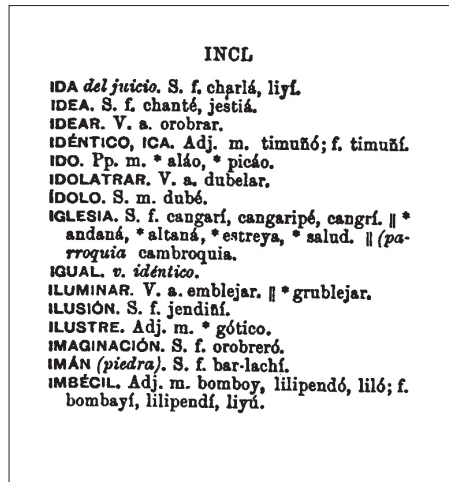 INCL
IDA del juicio. S. f. charlá, liyí.
IDEA. S. f. chanté, jestiá.
IDEAR. V. a. orobrar.
IDÉNTICO, ICA. Adj. m. timuñó; f. timuñí.
IDO. Pp. m. * aláo, * picáo.
IDOLATRAR. V. a. dubelar.
ÍDOLO. S. m. dubé.
IGLESIA. S. f. cangarí, cangaripé, cangrí. || *
andaná, * altaná, * estreya, * salud. || (pa-
rroquia cambroquia.
IGUAL. v. idéntico.
ILUMINAR. V. a. emblejar. || * grublejar.
ILUSIÓN. S. f. jendiñí.
ILUSTRE. Adj. m. * gótico.
IMAGINACIÓN. S. f. orobreró.
IMÁN (piedra). S. f. bar-lachí.
IMBÉCIL. Adj. m. bomboy, lilipendó, liló; f.
bombayí, lilipendí, liyú.